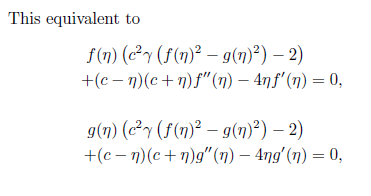 This equivalent to
f(η) (c²γ (f(η)² – g(η)²) – 2)
+(c – η)(c + η)f″(η) – 4ηf′(η) = 0,
g(η) (c²γ (f(η)² – g(η)²) – 2)
+(c – η)(c + η)g″(η) – 4ηg′(η) = 0,